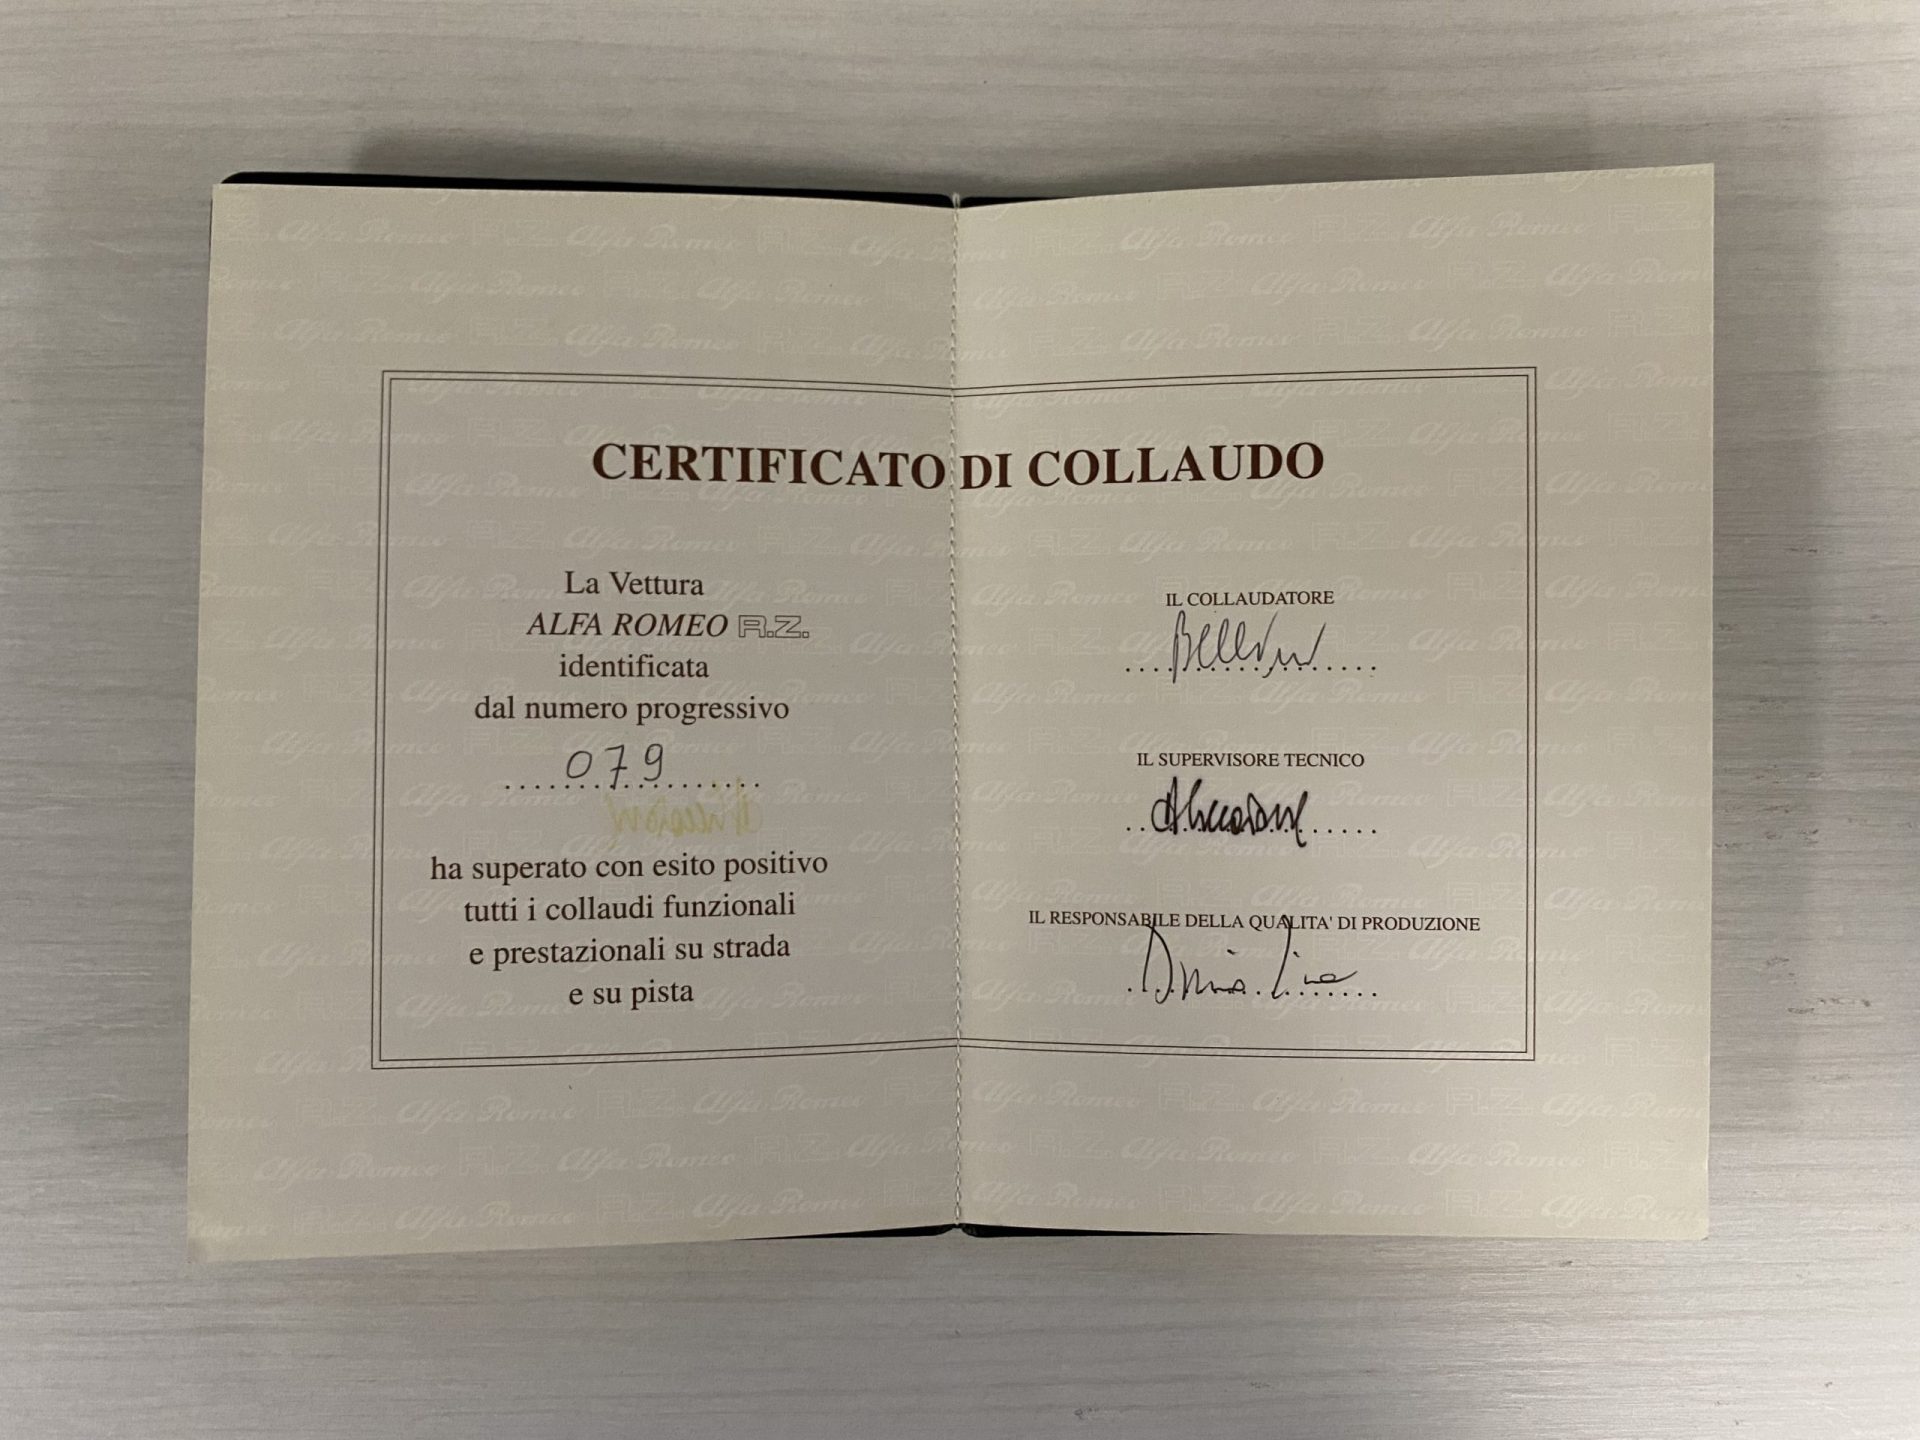 CERTIFICATO DI COLLAUDO
La Vettura
ALFA ROMEO R.Z.
identificata
dal numero progressivo
079
ha superato con esito positivo
tutti i collaudi funzionali
e prestazionali su strada
e su pista
IL COLLAUDATORE
IL SUPERVISORE TECNICO
IL RESPONSABILE DELLA QUALITA' DI PRODUZIONE